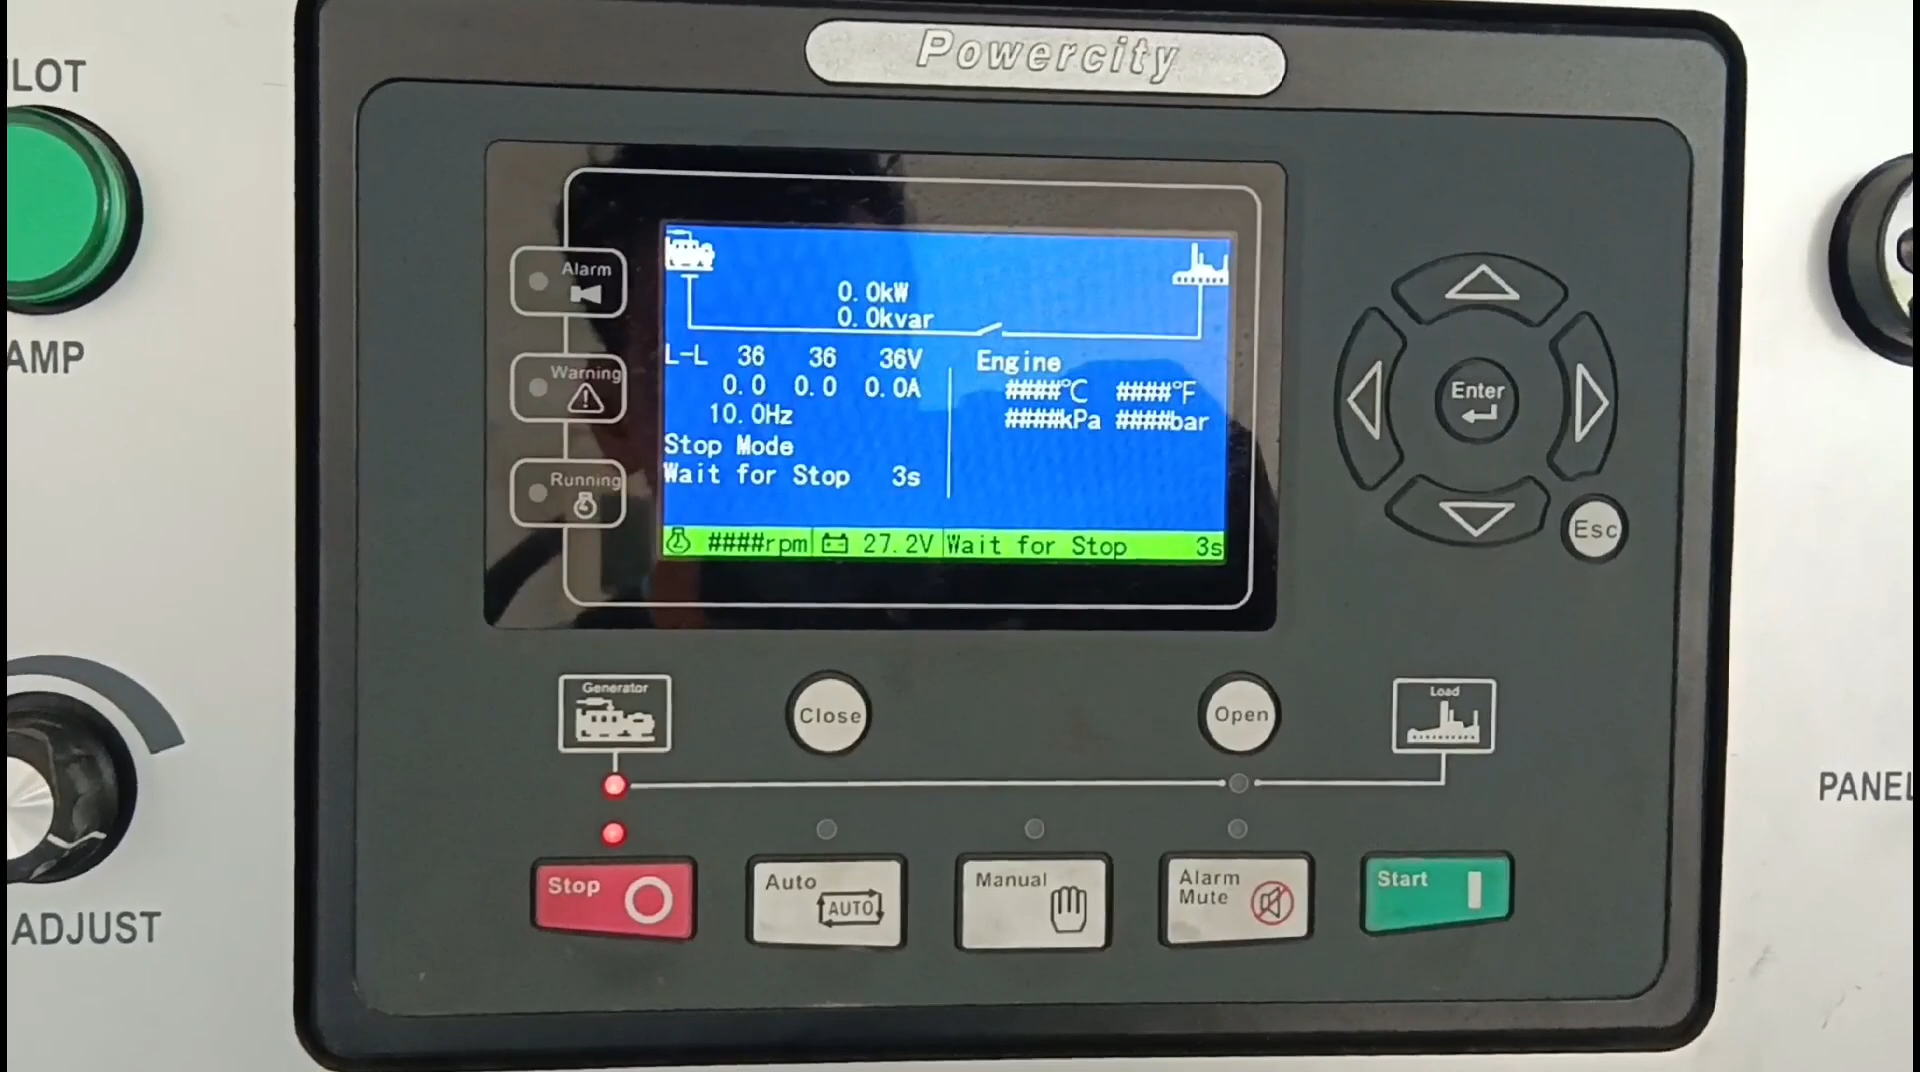 Powercity
LOT
AMP
ADJUST
Alarm
Warning
Running
0.0kW
0.0kvar
L-L 36 36 36V
0.0 0.0 0.0A
10.0Hz
Stop Mode
Wait for Stop 3s
Engine
####°C ####°F
####kPa ####bar
####rpm 27.2V Wait for Stop 3s
Enter
Esc
Generator
Close
Open
Load
Stop
Auto
AUTO
Manual
Alarm
Mute
Start
PANEL